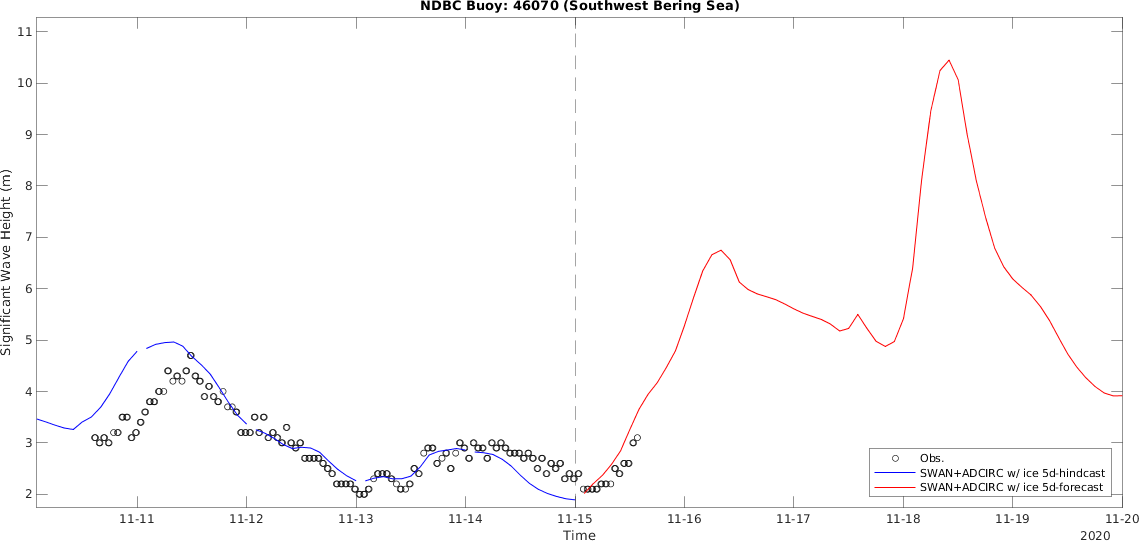 NDBC Buoy: 46070 (Southwest Bering Sea)
11
10
9
8
7
6
5
4
3
2
Significant Wave Height (m)
Obs.
SWAN+ADCIRC w/ ice 5d-hindcast
SWAN+ADCIRC w/ ice 5d-forecast
11-11 11-12 11-13 11-14 11-15 11-16 11-17 11-18 11-19 11-20
Time
2020